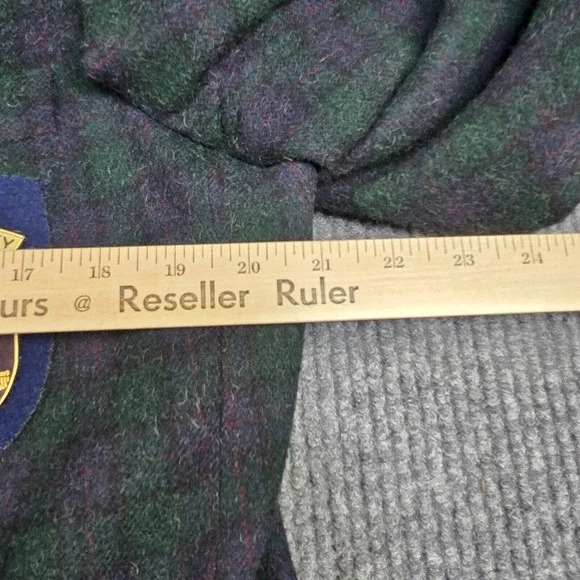 17 18 19 20 21 22 23 24
urs @ Reseller Ruler
Y